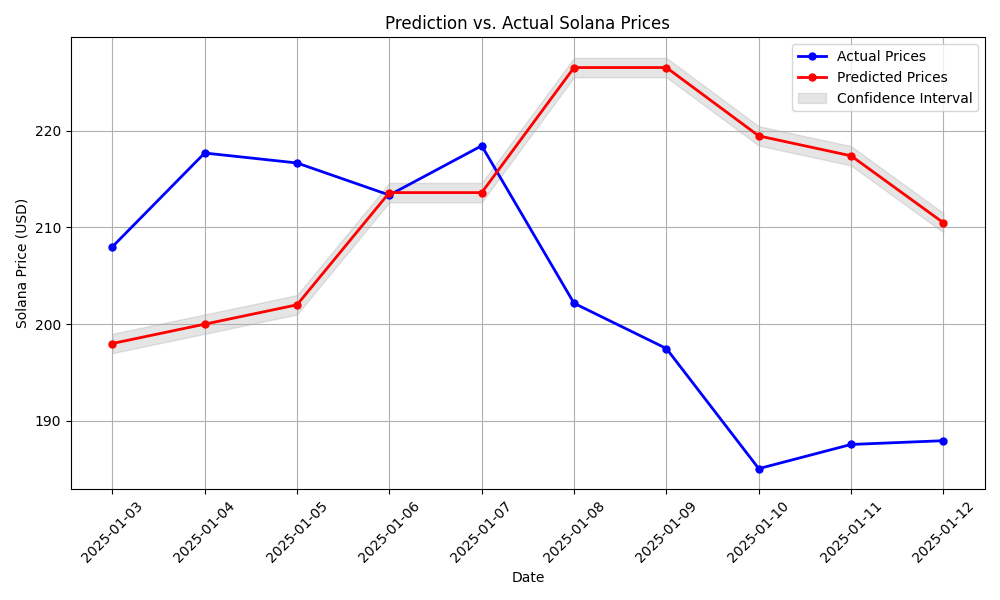 Prediction vs. Actual Solana Prices
Actual Prices
Predicted Prices
Confidence Interval
Solana Price (USD)
220
210
200
190
2025-01-03
2025-01-04
2025-01-05
2025-01-06
2025-01-07
2025-01-08
2025-01-09
2025-01-10
2025-01-11
2025-01-12
Date